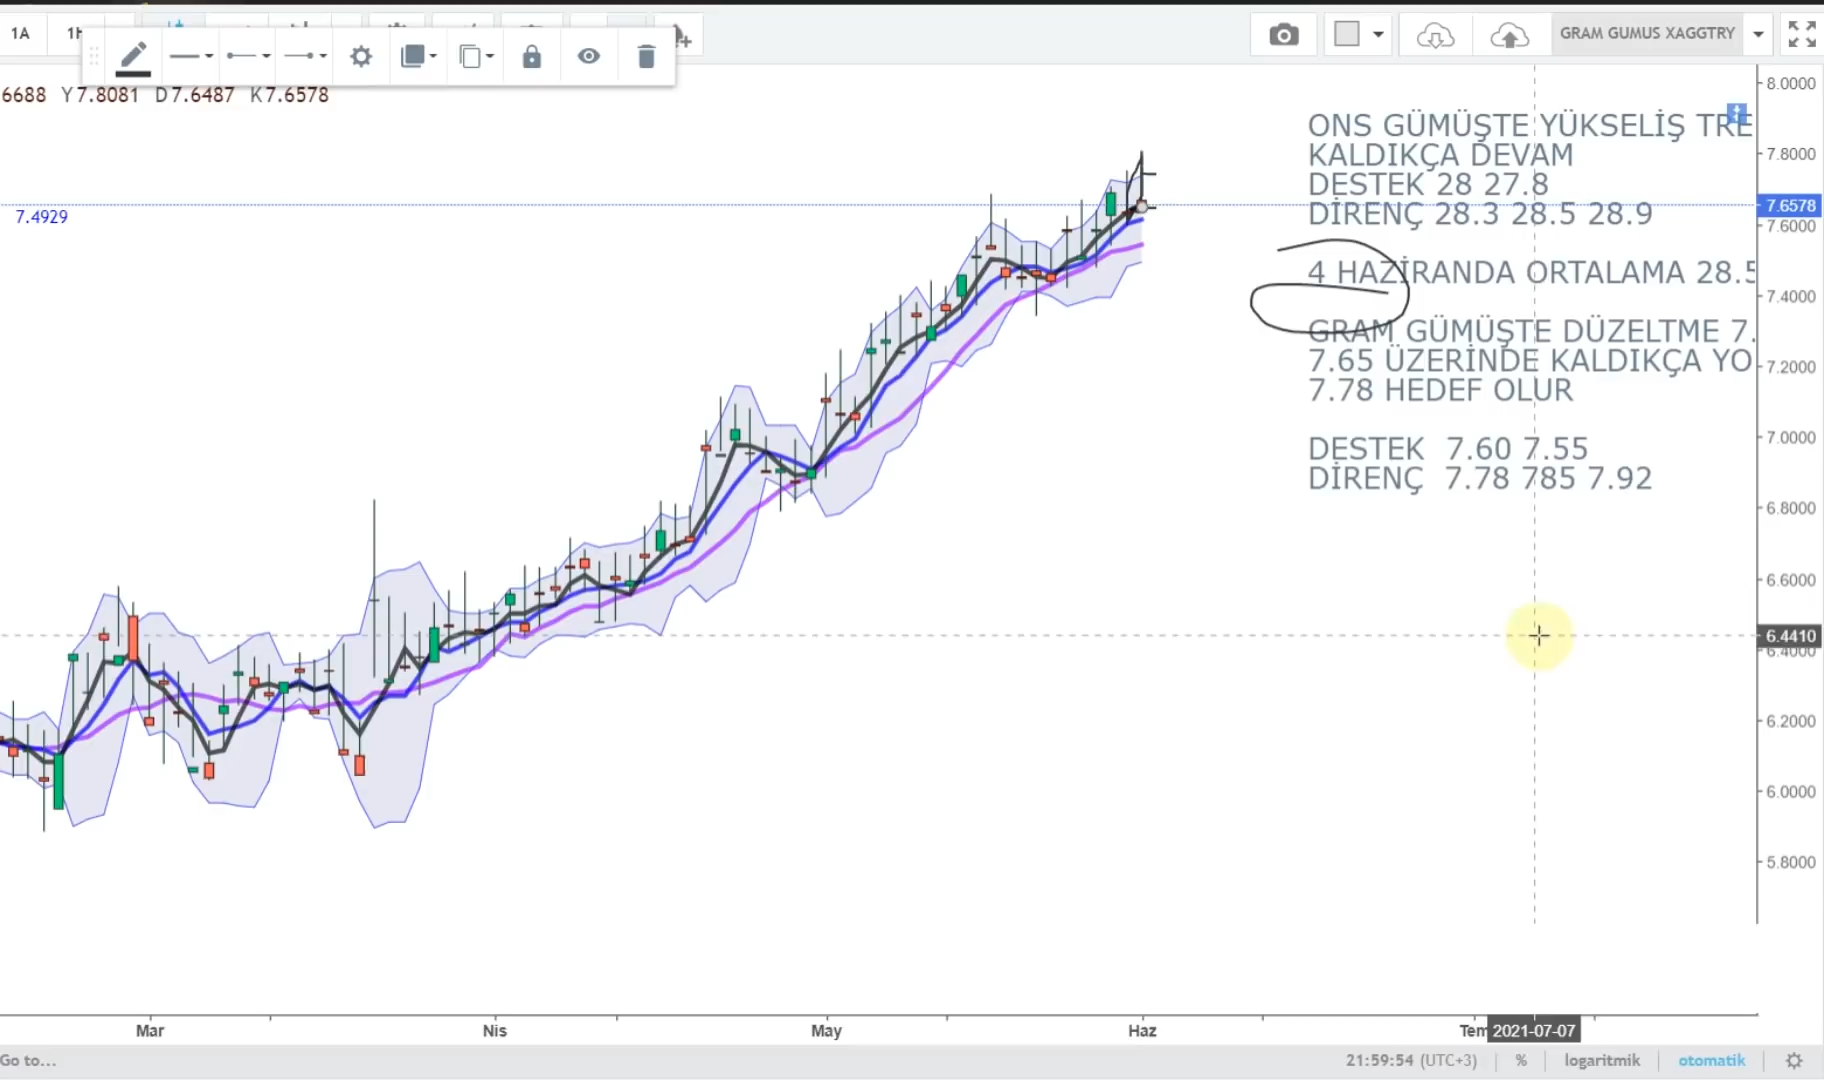 1A
GRAM GUMUS XAGGTRY
6688 Y7.8081 D7.6487 K7.6578
8.0000
ONS GÜMÜŞTE YÜKSELİŞ TRE
KALDIKÇA DEVAM
7.8000
DESTEK 28 27.8
7.6578
DİRENÇ 28.3 28.5 28.9
7.4929
7.6000
4 HAZİRANDA ORTALAMA 28.5
7.4000
GRAM GÜMÜŞTE DÜZELTME 7.
7.65 ÜZERİNDE KALDIKÇA YO
7.2000
7.78 HEDEF OLUR
7.0000
DESTEK 7.60 7.55
DİRENÇ 7.78 785 7.92
6.8000
6.6000
6.4410
6.4000
6.2000
6.0000
5.8000
Mar Nis May Haz Tem 2021-07-07
Go to... 21:59:54 (UTC+3) % logaritmik otomatik